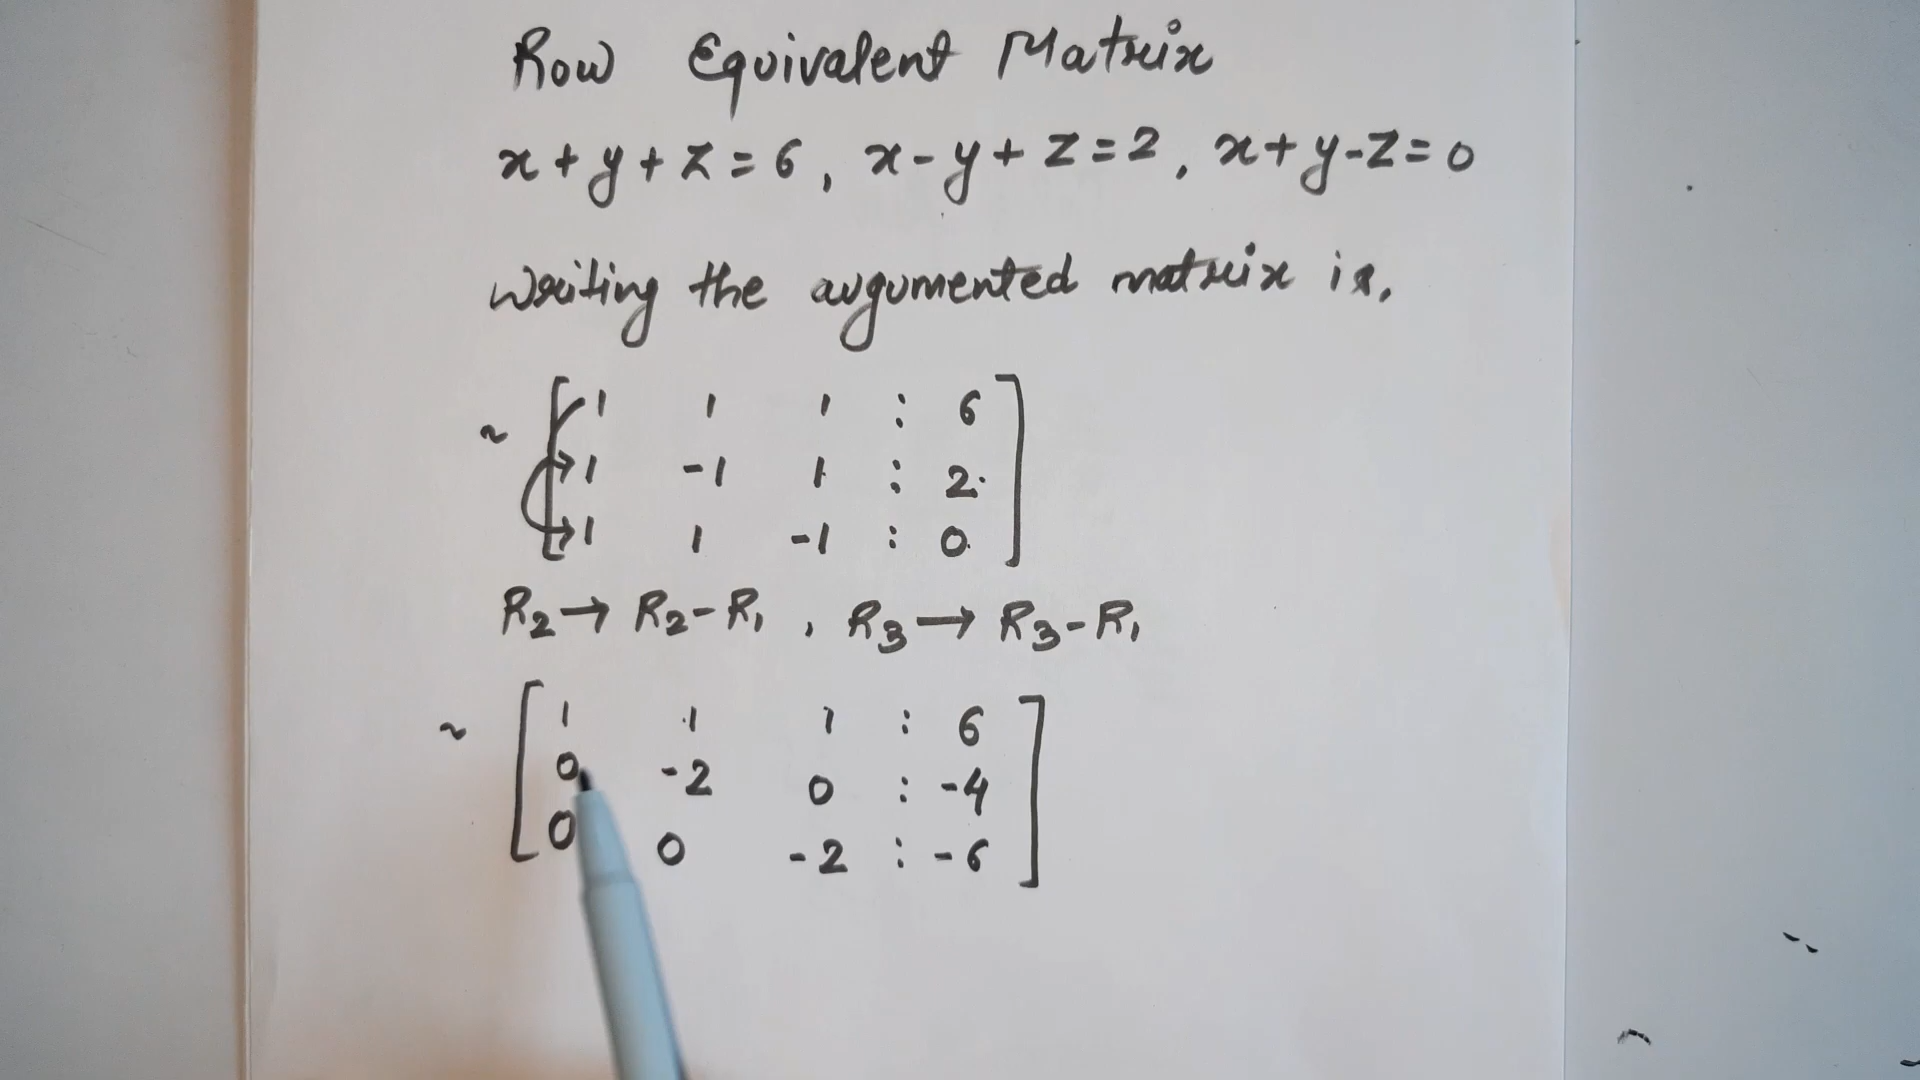 Row Equivalent Matrix
x + y + z = 6, x - y + z = 2, x + y - z = 0
Writing the augumented matrix is,
~ [ 1 1 1 : 6 ]
1 -1 1 : 2
1 1 -1 : 0
R2 → R2 - R1, R3 → R3 - R1
~ [ 1 1 1 : 6 ]
0 -2 0 : -4
0 0 -2 : -6